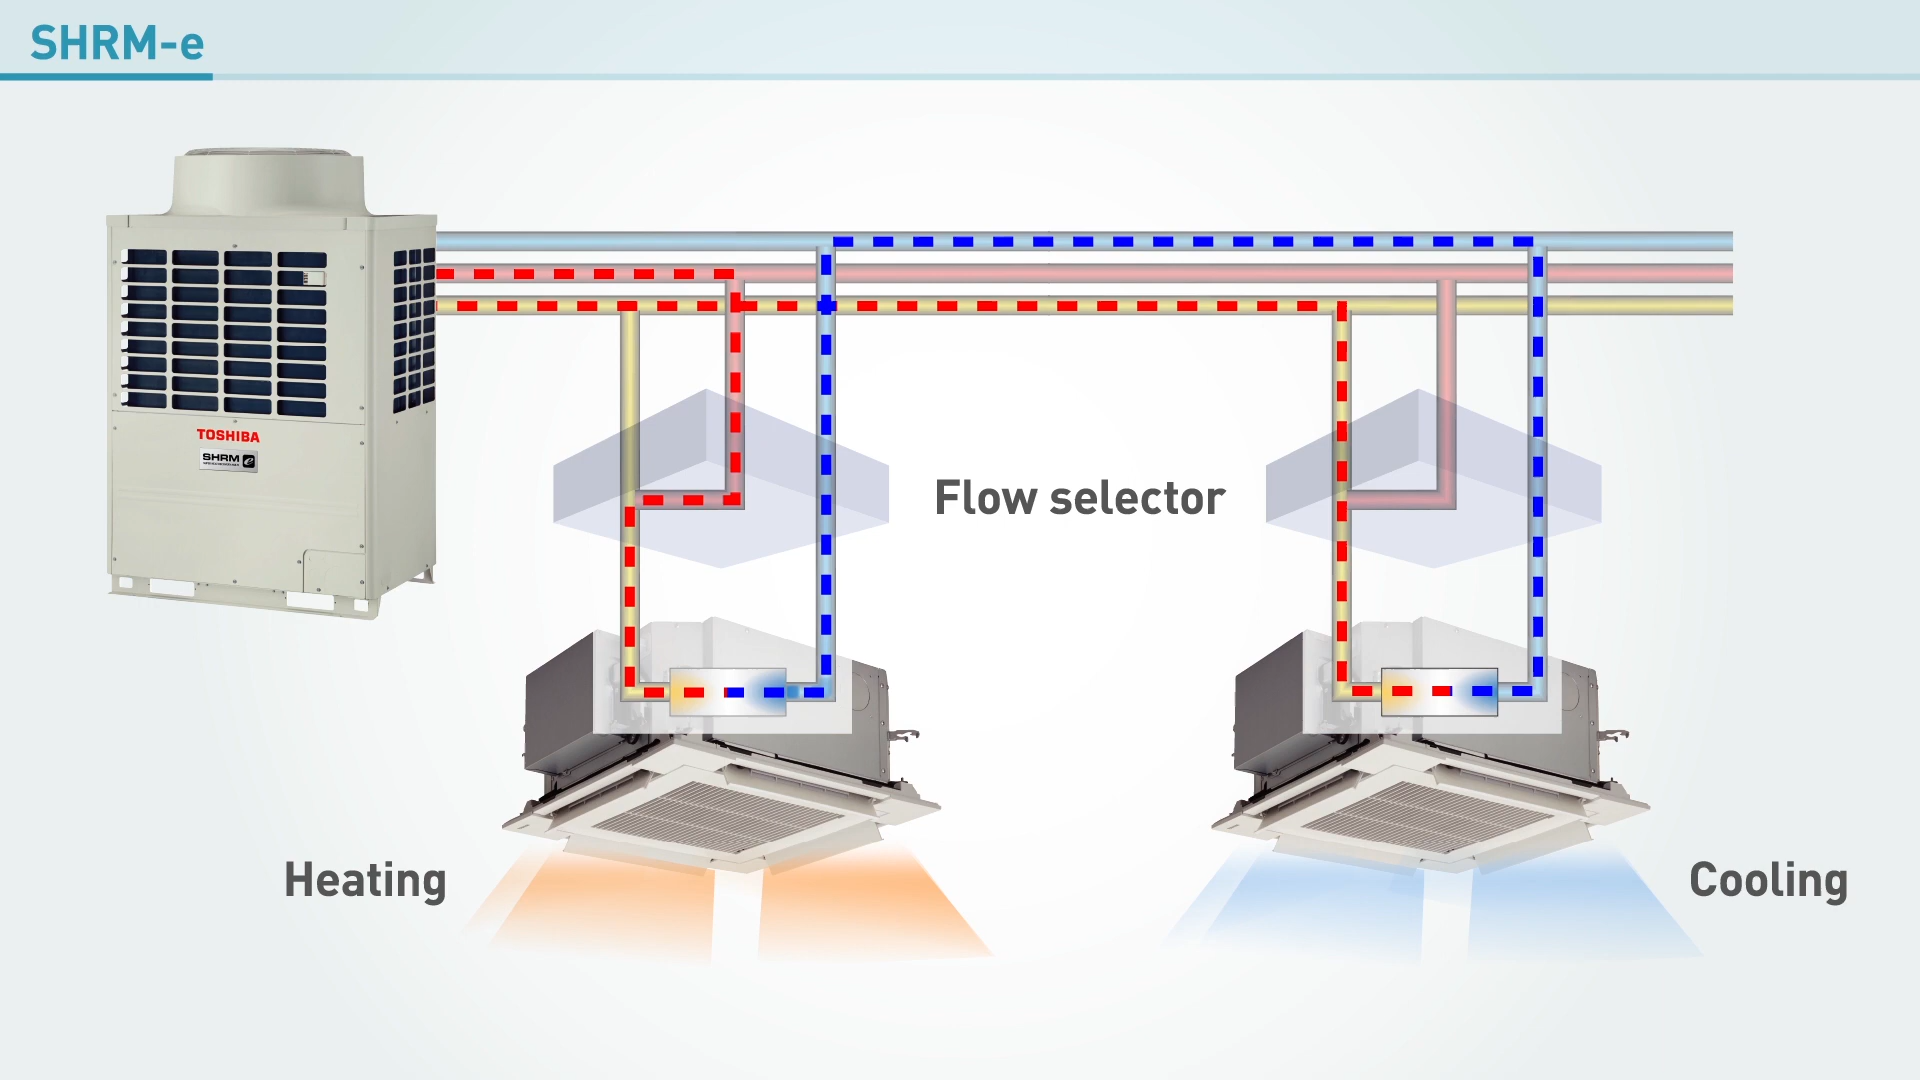 SHRM-e
TOSHIBA
SHRM e
Flow selector
Heating
Cooling